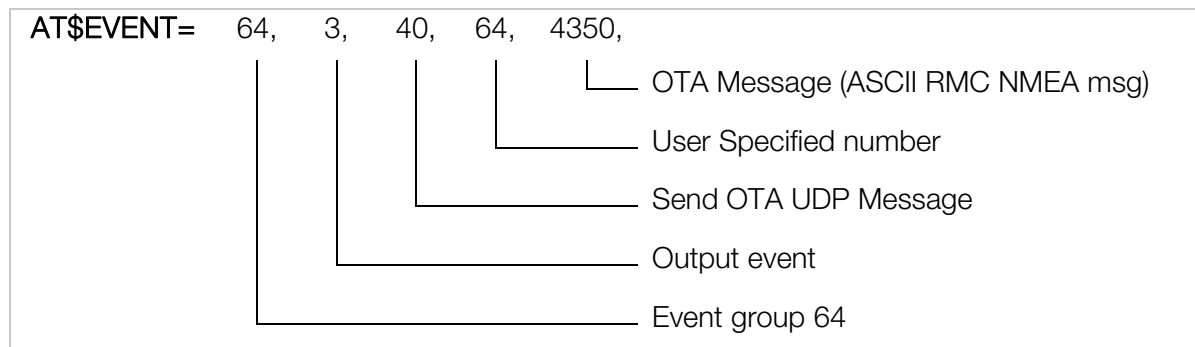 AT$EVENT= 64, 3, 40, 64, 4350,
OTA Message (ASCII RMC NMEA msg)
User Specified number
Send OTA UDP Message
Output event
Event group 64